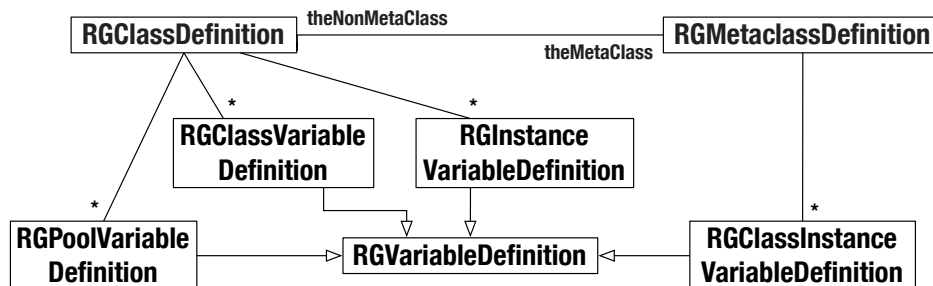 theNonMetaClass
RGClassDefinition
RGMetaclassDefinition
theMetaClass
*
*
RGClassVariable
Definition
RGInstance
VariableDefinition
*
*
RGPoolVariable
Definition
RGVariableDefinition
RGClassInstance
VariableDefinition